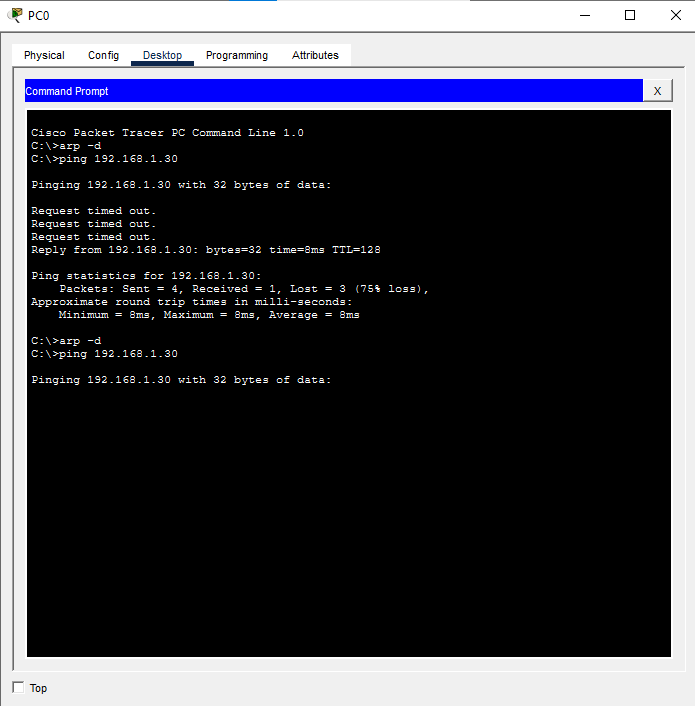 PC0
Physical Config Desktop Programming Attributes
Command Prompt X
Cisco Packet Tracer PC Command Line 1.0
C:\>arp -d
C:\>ping 192.168.1.30
Pinging 192.168.1.30 with 32 bytes of data:
Request timed out.
Request timed out.
Request timed out.
Reply from 192.168.1.30: bytes=32 time=8ms TTL=128
Ping statistics for 192.168.1.30:
Packets: Sent = 4, Received = 1, Lost = 3 (75% loss),
Approximate round trip times in milli-seconds:
Minimum = 8ms, Maximum = 8ms, Average = 8ms
C:\>arp -d
C:\>ping 192.168.1.30
Pinging 192.168.1.30 with 32 bytes of data:
Top